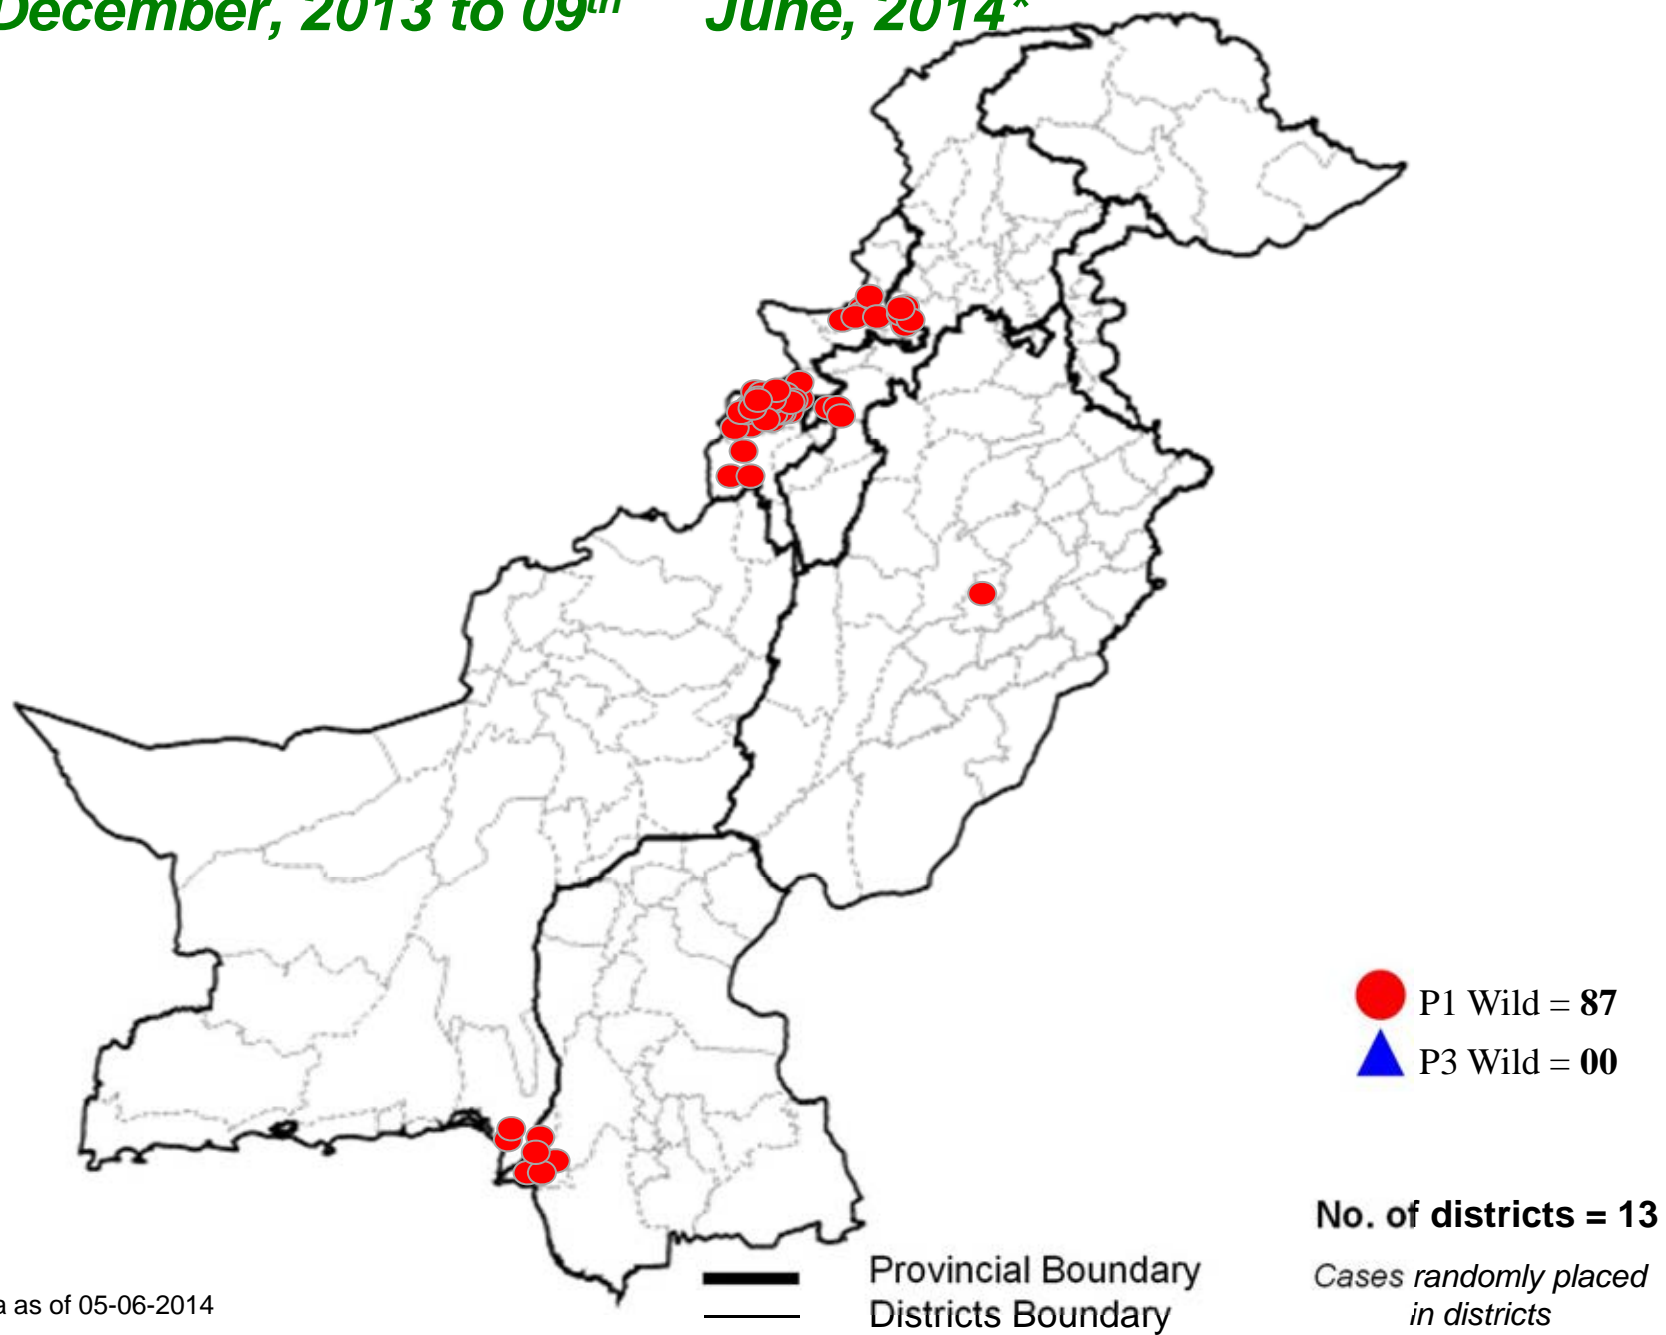 December, 2013 to 09th June, 2014*
P1 Wild = 87
P3 Wild = 00
No. of districts = 13
Cases randomly placed
in districts
Provincial Boundary
Districts Boundary
as of 05-06-2014